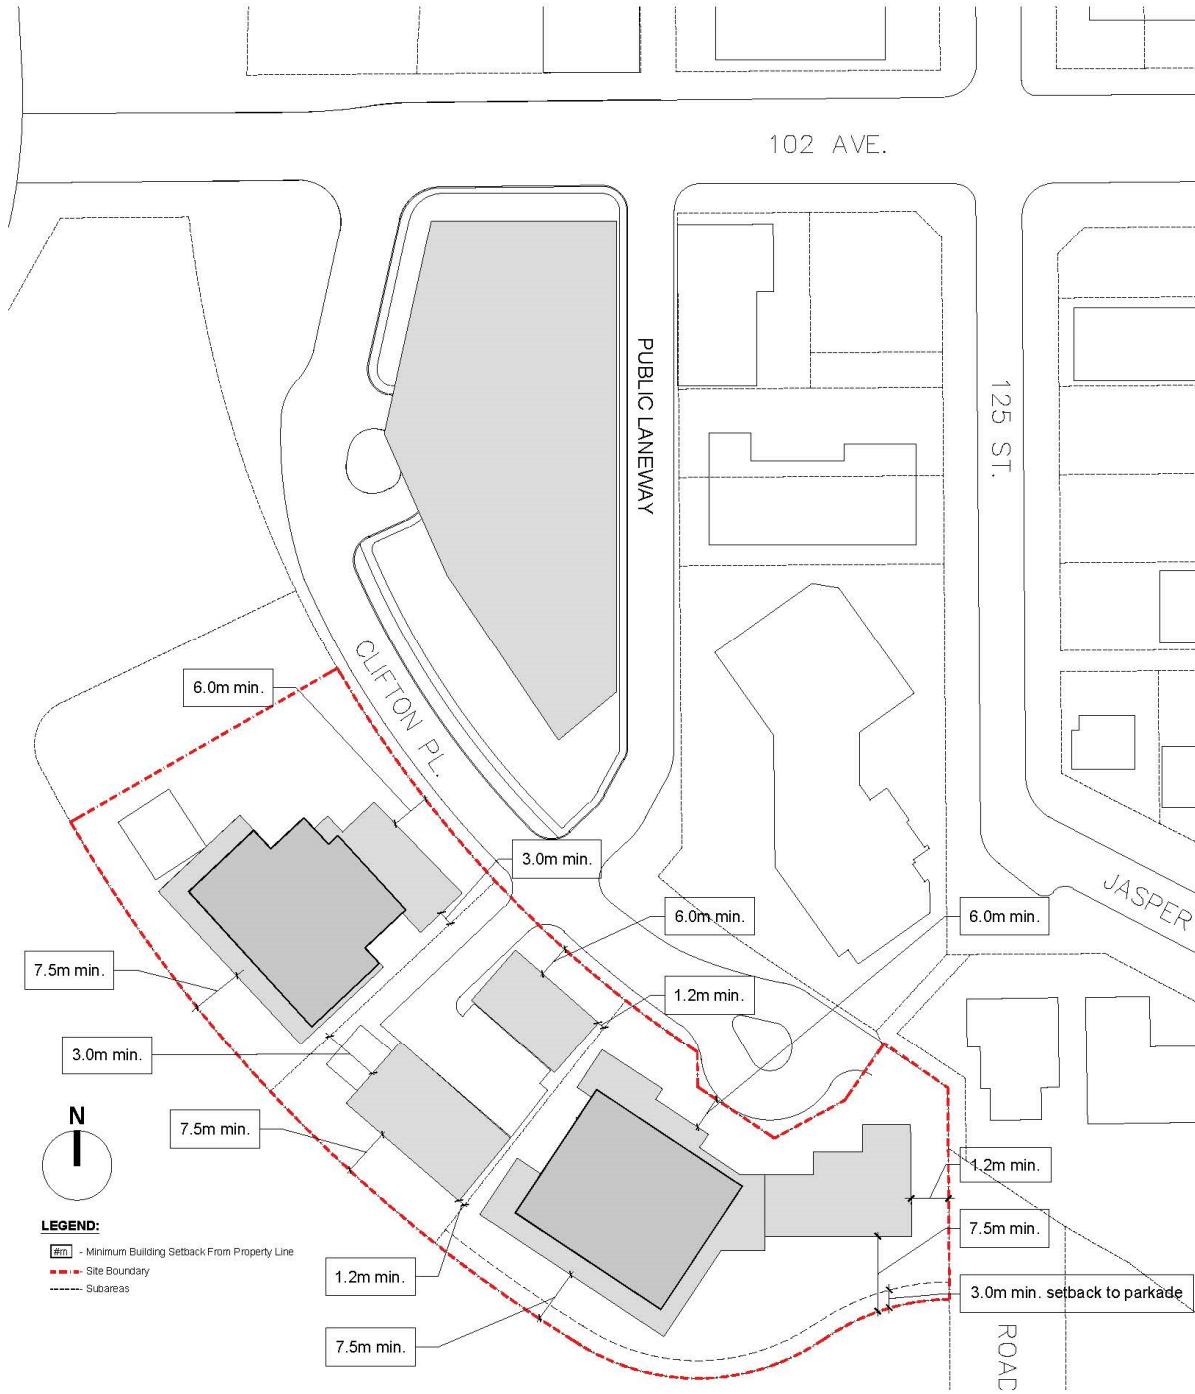 102 AVE.
PUBLIC LANEWAY
125 ST.
CLIFTON PL.
6.0m min.
3.0m min.
6.0m min.
6.0m min.
JASPER
7.5m min.
1.2m min.
3.0m min.
N
7.5m min.
1.2m min.
7.5m min.
LEGEND:
#m - Minimum Building Setback From Property Line
Site Boundary
Subareas
1.2m min.
3.0m min. setback to parkade
7.5m min.
ROAD